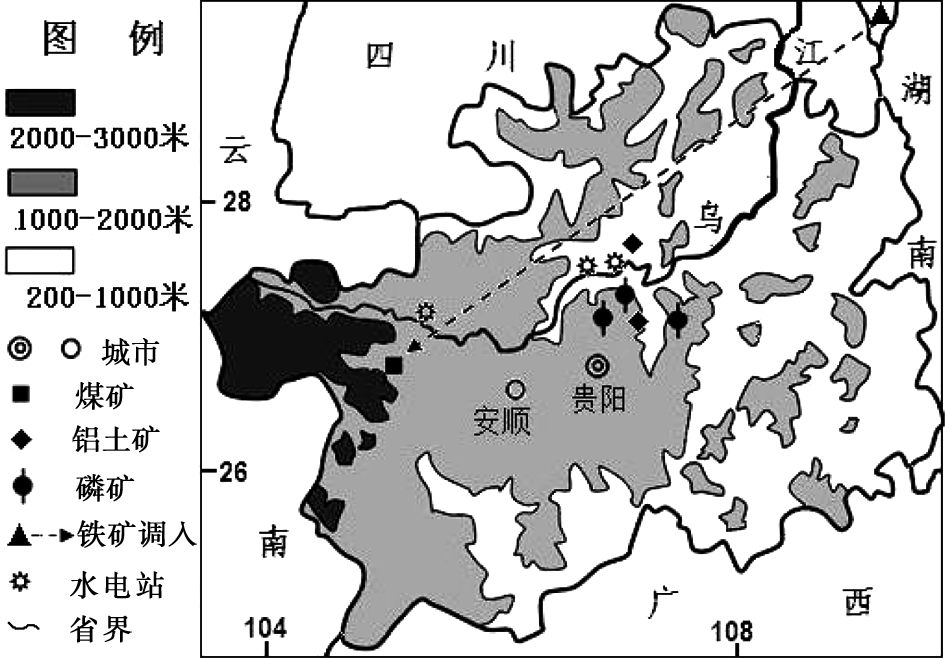 图 例
2000-3000米
1000-2000米
200-1000米
城市
煤矿
铝土矿
磷矿
铁矿调入
水电站
省界
四 川
江
湖
云
28
乌
南
贵阳
安顺
26
南
广 西
104
108